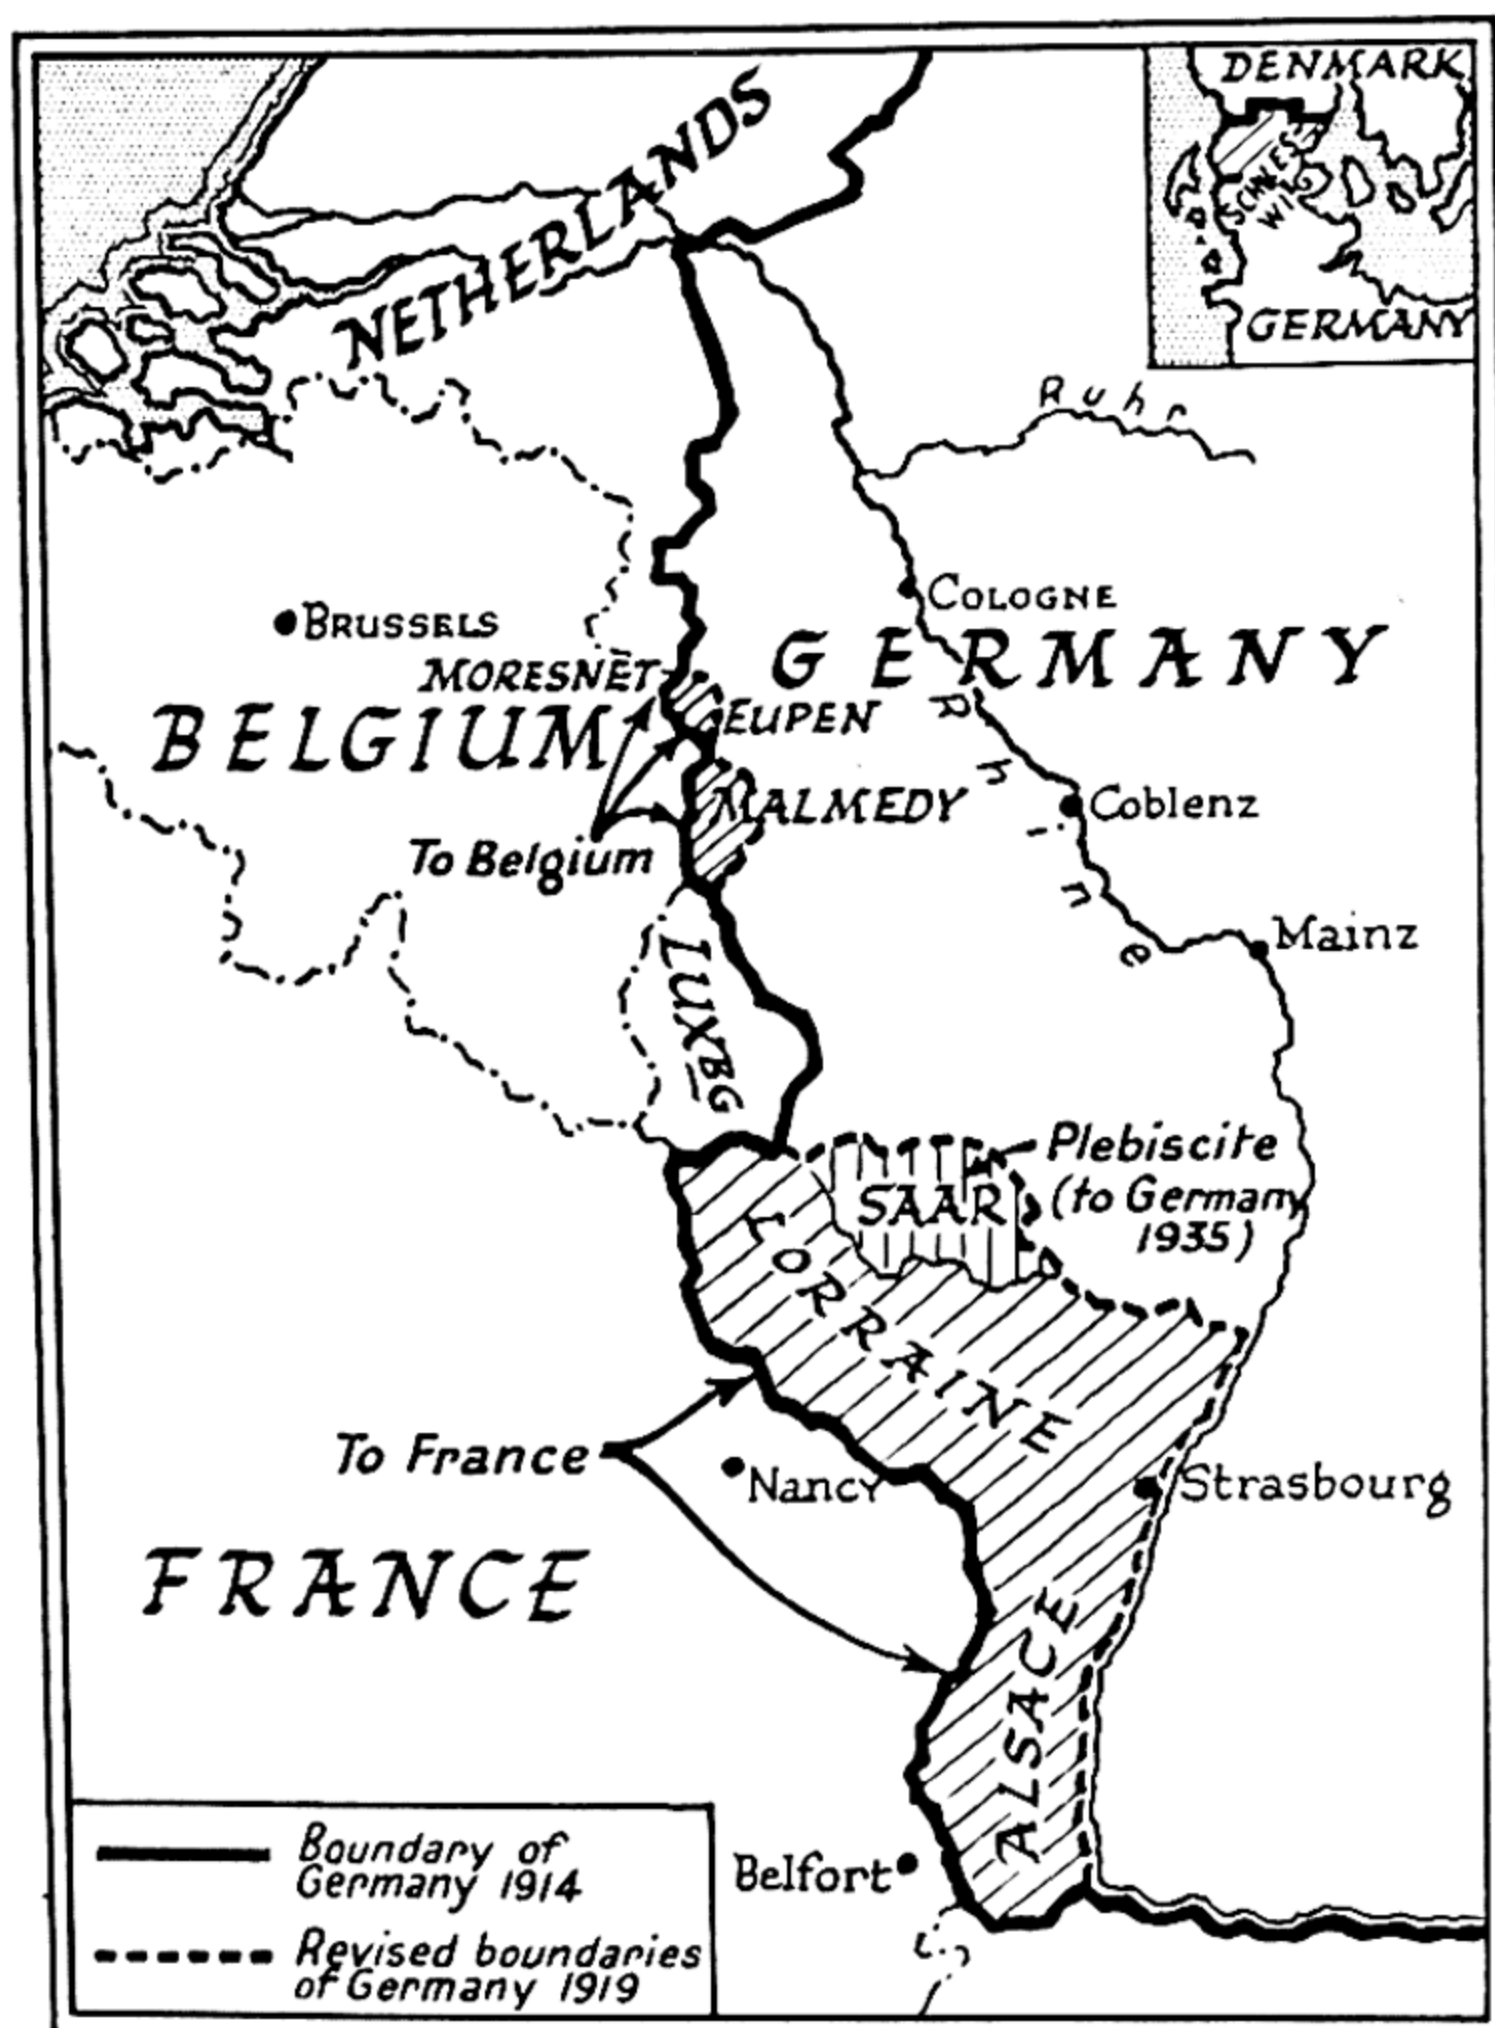 DENMARK
SCHLES
WIG
GERMANY
NETHERLANDS
Ruhr
COLOGNE
BRUSSELS
GERMANY
MORESNET
EUPEN
BELGIUM
Rhine
MALMEDY
Coblenz
To Belgium
Mainz
LUXBG
Plebiscite
(to Germany
1935)
SAAR
LORRAINE
To France
Nancy
Strasbourg
FRANCE
ALSACE
Belfort
Boundary of
Germany 1914
Revised boundaries
of Germany 1919